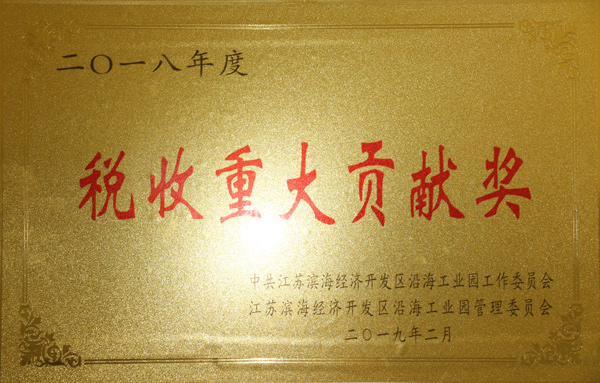 二〇一八年度
税收重大贡献奖
中共江苏滨海经济开发区沿海工业园工作委员会
江苏滨海经济开发区沿海工业园管理委员会
二〇一九年二月